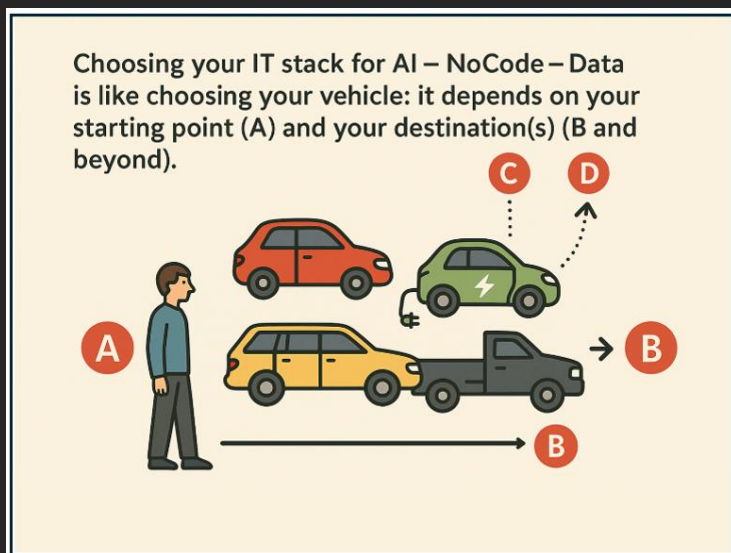 Choosing your IT stack for AI – NoCode – Data
is like choosing your vehicle: it depends on your
starting point (A) and your destination(s) (B and
beyond).
C
D
A
B
B